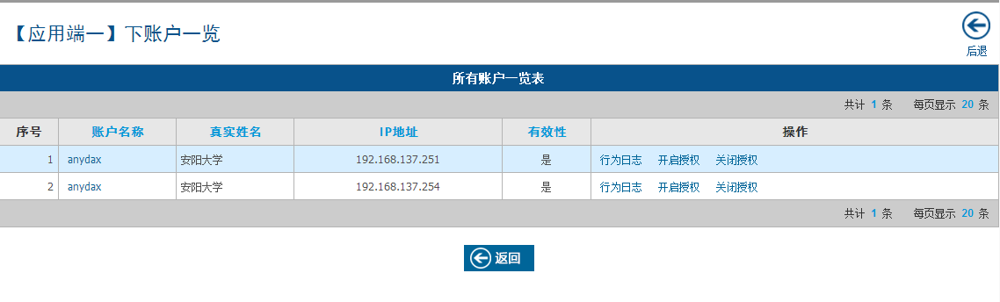 【应用端一】下账户一览
后退
所有账户一览表
共计 1 条 每页显示 20 条
序号 账户名称 真实姓名 IP地址 有效性 操作
1 anydax 安阳大学 192.168.137.251 是 行为日志 开启授权 关闭授权
2 anydax 安阳大学 192.168.137.254 是 行为日志 开启授权 关闭授权
共计 1 条 每页显示 20 条
返回